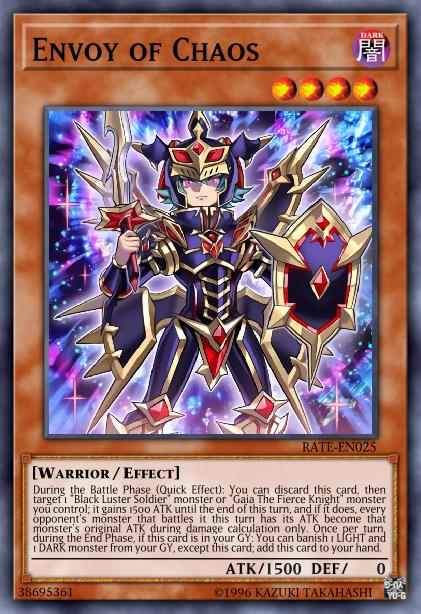 ENVOY OF CHAOS
DARK
闇
RATE-EN025
[WARRIOR / EFFECT]
During the Battle Phase (Quick Effect): You can discard this card, then
target 1 "Black Luster Soldier" monster or "Gaia The Fierce Knight" monster
you control; it gains 1500 ATK until the end of this turn, and if it does, every
opponent's monster that battles it this turn has its ATK become that
monster's original ATK during damage calculation only. Once per turn,
during the End Phase, if this card is in your GY: You can banish 1 LIGHT and
1 DARK monster from your GY, except this card; add this card to your hand.
ATK/1500 DEF/ 0
38695361
©1996 KAZUKI TAKAHASHI